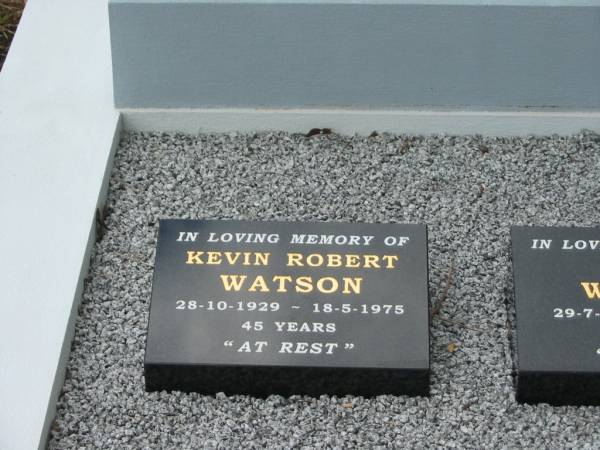 IN LOVING MEMORY OF
KEVIN ROBERT
WATSON
28-10-1929 ~ 18-5-1975
45 YEARS
"AT REST"
IN LOV
W
29-7-
"